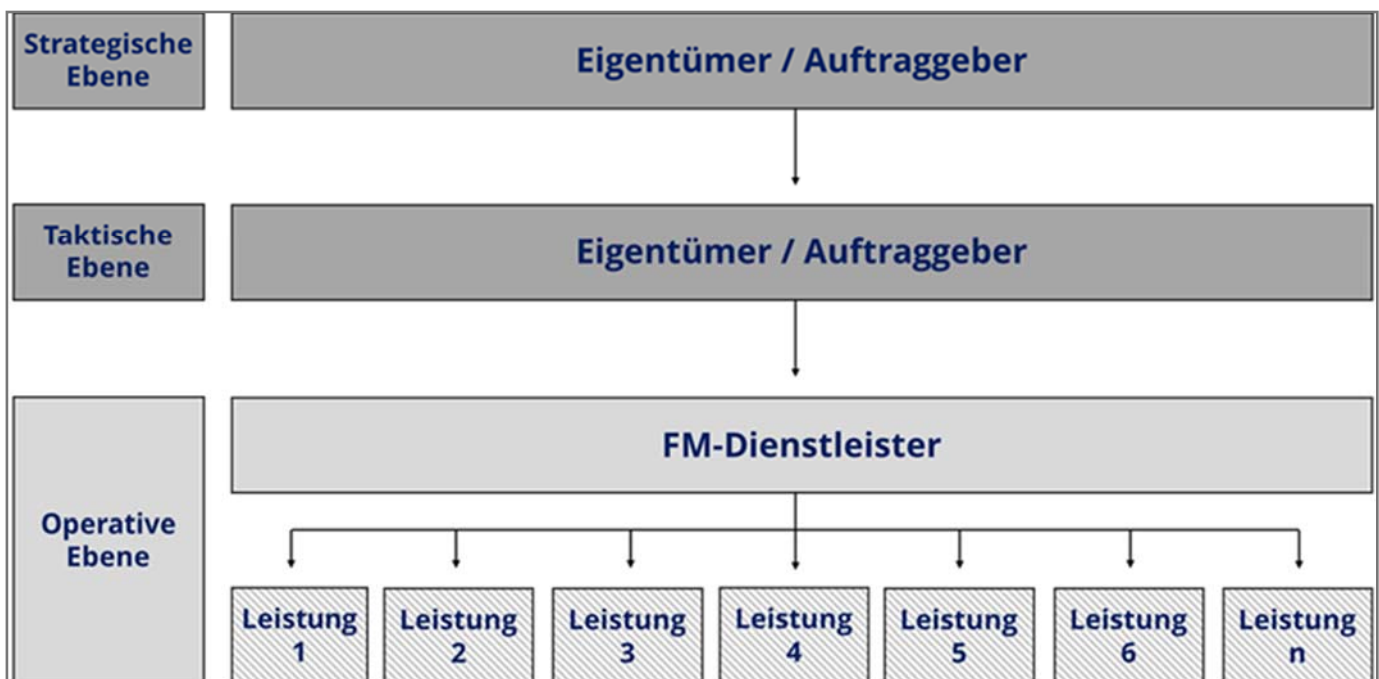 Strategische
Ebene
Eigentümer / Auftraggeber
Taktische
Ebene
Eigentümer / Auftraggeber
Operative
Ebene
FM-Dienstleister
Leistung
1
Leistung
2
Leistung
3
Leistung
4
Leistung
5
Leistung
6
Leistung
n